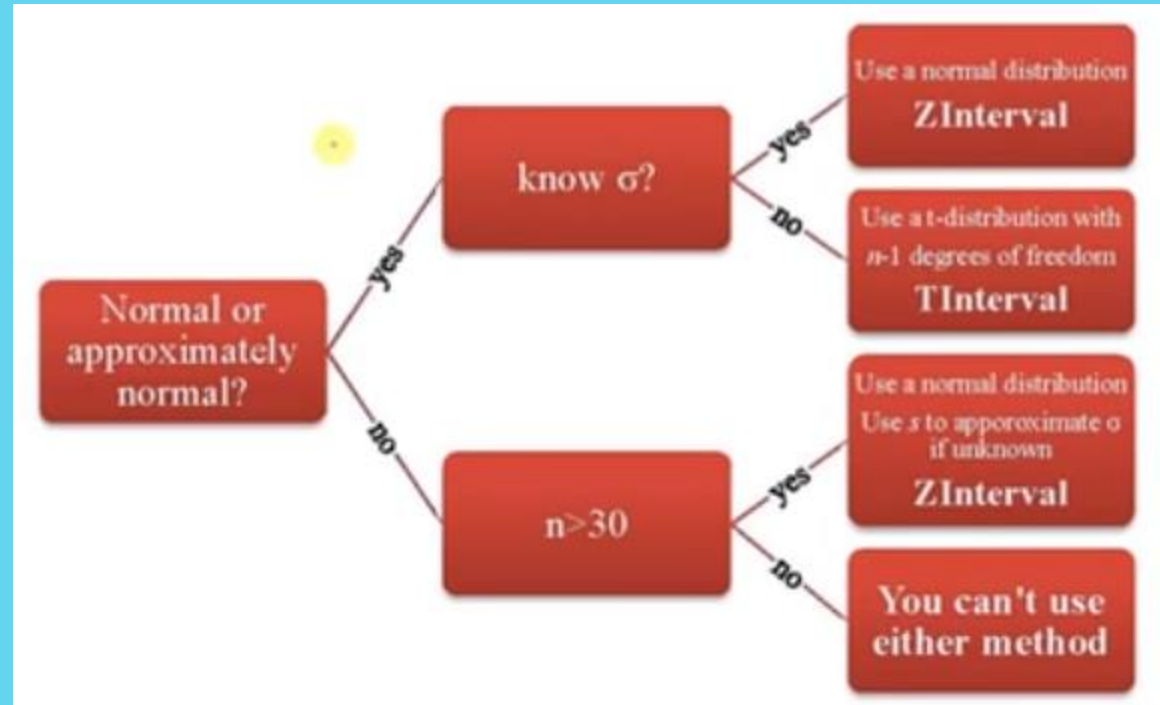 Normal or
approximately
normal?
yes
no
know σ?
yes
no
n>30
yes
no
Use a normal distribution
ZInterval
Use a t-distribution with
n-1 degrees of freedom
TInterval
Use a normal distribution
Use s to apporoximate σ
if unknown
ZInterval
You can't use
either method